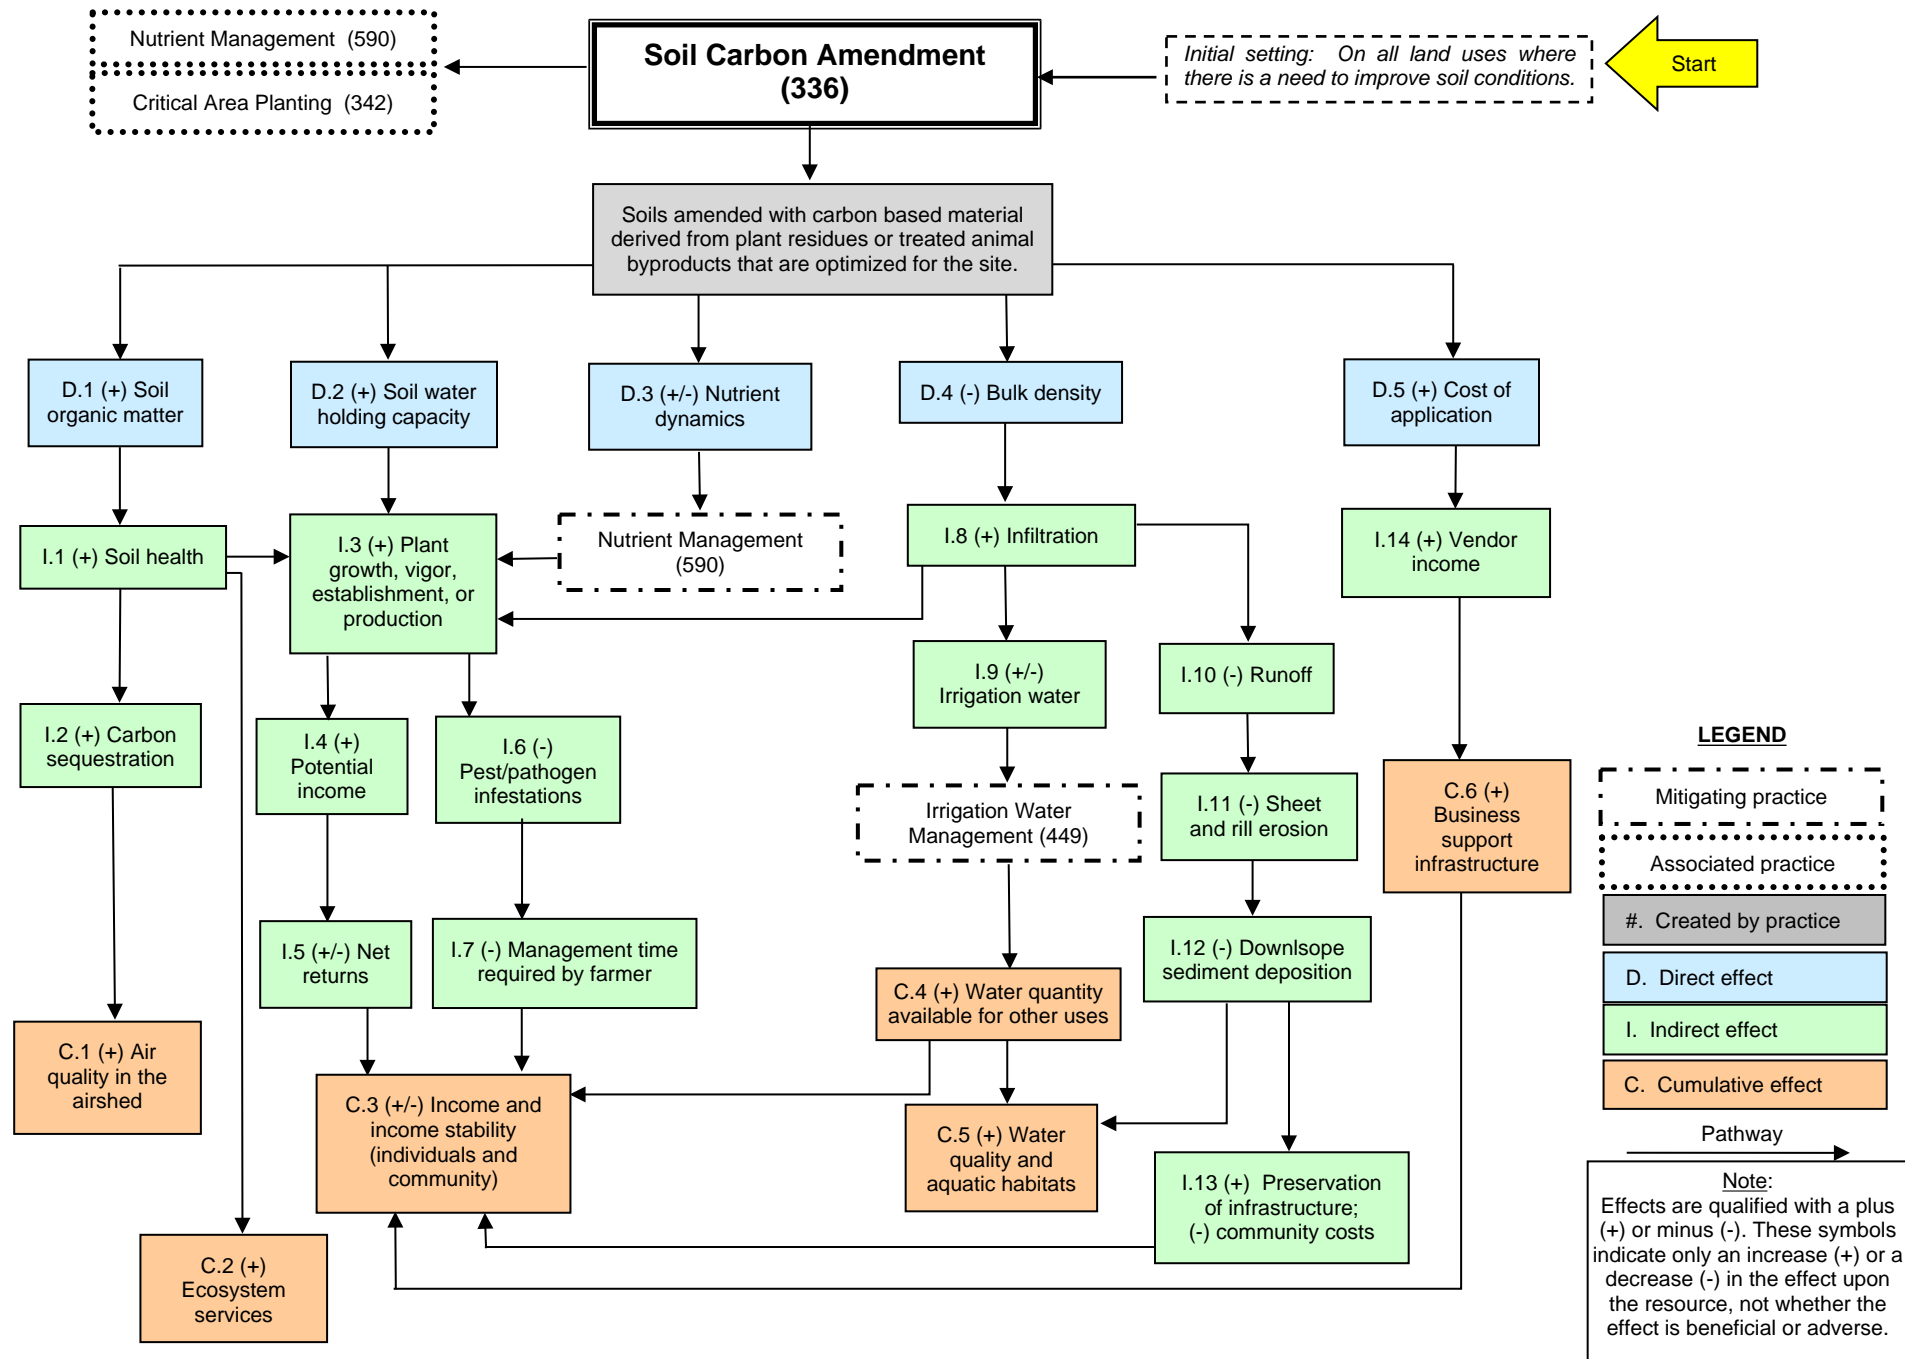 Nutrient Management (590)
Critical Area Planting (342)
Soil Carbon Amendment
(336)
Initial setting: On all land uses where
there is a need to improve soil conditions.
Start
Soils amended with carbon based material
derived from plant residues or treated animal
byproducts that are optimized for the site.
D.1 (+) Soil
organic matter
D.2 (+) Soil water
holding capacity
D.3 (+/-) Nutrient
dynamics
D.4 (-) Bulk density
D.5 (+) Cost of
application
I.1 (+) Soil health
I.3 (+) Plant
growth, vigor,
establishment, or
production
Nutrient Management
(590)
I.8 (+) Infiltration
I.14 (+) Vendor
income
I.9 (+/-)
Irrigation water
I.10 (-) Runoff
I.2 (+) Carbon
sequestration
I.4 (+)
Potential
income
I.6 (-)
Pest/pathogen
infestations
Irrigation Water
Management (449)
I.11 (-) Sheet
and rill erosion
C.6 (+)
Business
support
infrastructure
I.5 (+/-) Net
returns
I.7 (-) Management time
required by farmer
C.4 (+) Water quantity
available for other uses
I.12 (-) Downlsope
sediment deposition
C.1 (+) Air
quality in the
airshed
C.3 (+/-) Income and
income stability
(individuals and
community)
C.5 (+) Water
quality and
aquatic habitats
I.13 (+) Preservation
of infrastructure;
(-) community costs
C.2 (+)
Ecosystem
services
LEGEND
Mitigating practice
Associated practice
#. Created by practice
D. Direct effect
I. Indirect effect
C. Cumulative effect
Pathway
Note:
Effects are qualified with a plus
(+) or minus (-). These symbols
indicate only an increase (+) or a
decrease (-) in the effect upon
the resource, not whether the
effect is beneficial or adverse.